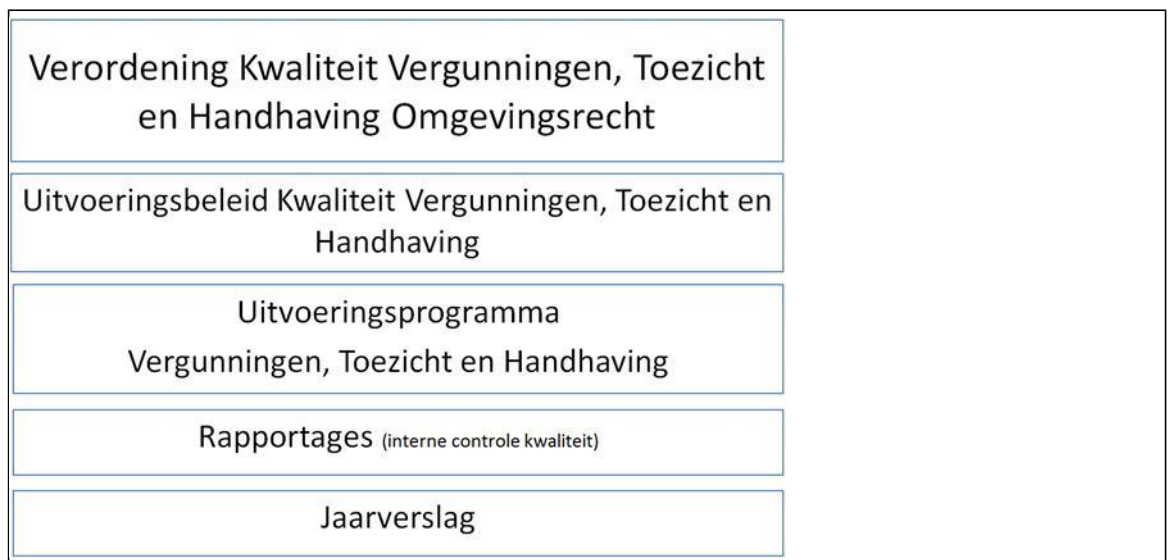 Verordening Kwaliteit Vergunningen, Toezicht
en Handhaving Omgevingsrecht
Uitvoeringsbeleid Kwaliteit Vergunningen, Toezicht en
Handhaving
Uitvoeringsprogramma
Vergunningen, Toezicht en Handhaving
Rapportages (interne controle kwaliteit)
Jaarverslag